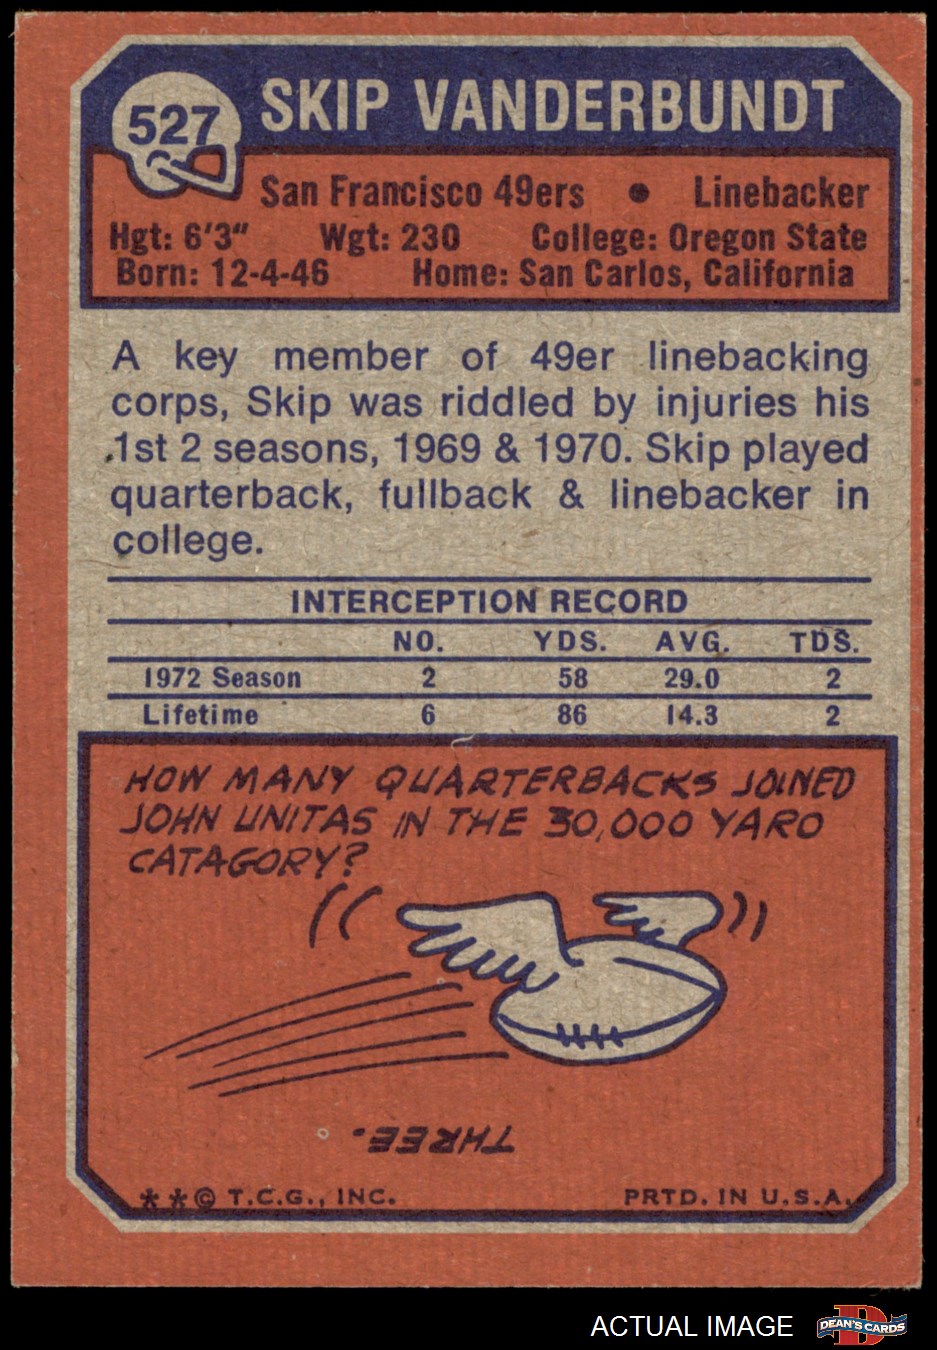 527
SKIP VANDERBUNDT
San Francisco 49ers • Linebacker
Hgt: 6'3" Wgt: 230 College: Oregon State
Born: 12-4-46 Home: San Carlos, California
A key member of 49er linebacking
corps, Skip was riddled by injuries his
1st 2 seasons, 1969 & 1970. Skip played
quarterback, fullback & linebacker in
college.
INTERCEPTION RECORD
NO. YDS. AVG. TDS.
1972 Season 2 58 29.0 2
Lifetime 6 86 14.3 2
HOW MANY QUARTERBACKS JOINED
JOHN UNITAS IN THE 30,000 YARD
CATAGORY?
THREE.
**© T.C.G., INC. PRTD. IN U.S.A.
ACTUAL IMAGE
DEAN'S CARDS